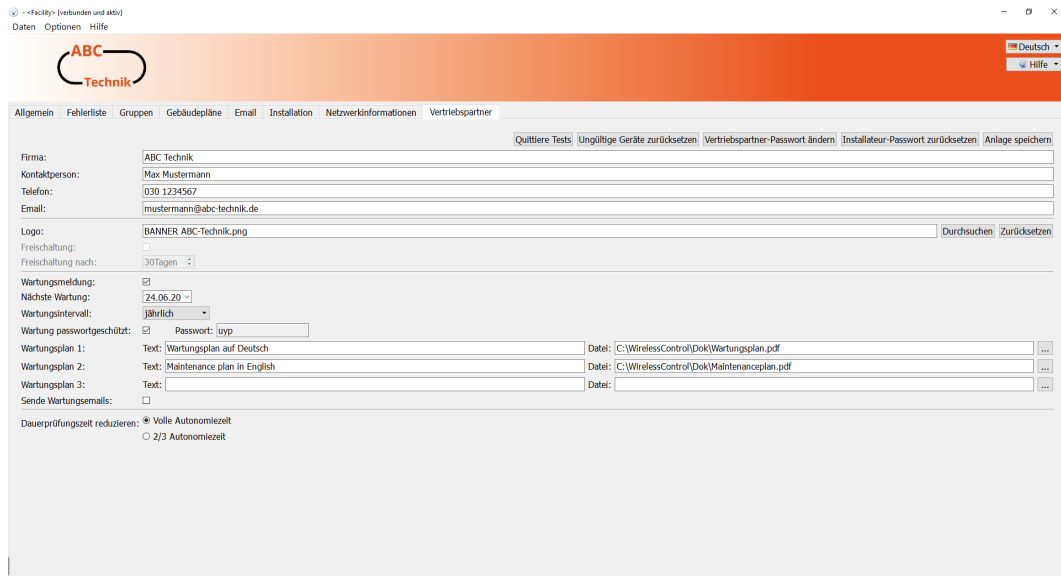 - <Facility> [verbunden und aktiv]
Daten Optionen Hilfe
ABC
Technik
Deutsch
Hilfe
Allgemein Fehlerliste Gruppen Gebäudepläne Email Installation Netzwerkinformationen Vertriebspartner
Quittiere Tests Ungültige Geräte zurücksetzen Vertriebspartner-Passwort ändern Installateur-Passwort zurücksetzen Anlage speichern
Firma: ABC Technik
Kontaktperson: Max Mustermann
Telefon: 030 1234567
Email: mustermann@abc-technik.de
Logo: BANNER ABC-Technik.png Durchsuchen Zurücksetzen
Freischaltung:
Freischaltung nach: 30Tagen
Wartungsmeldung:
Nächste Wartung: 24.06.20
Wartungsintervall: jährlich
Wartung passwortgeschützt: Passwort: uyp
Wartungsplan 1: Text: Wartungsplan auf Deutsch Datei: C:\WirelessControl\Dok\Wartungsplan.pdf ...
Wartungsplan 2: Text: Maintenance plan in English Datei: C:\WirelessControl\Dok\Maintenanceplan.pdf ...
Wartungsplan 3: Text: Datei: ...
Sende Wartungsemails:
Dauerprüfungszeit reduzieren: Volle Autonomiezeit
2/3 Autonomiezeit